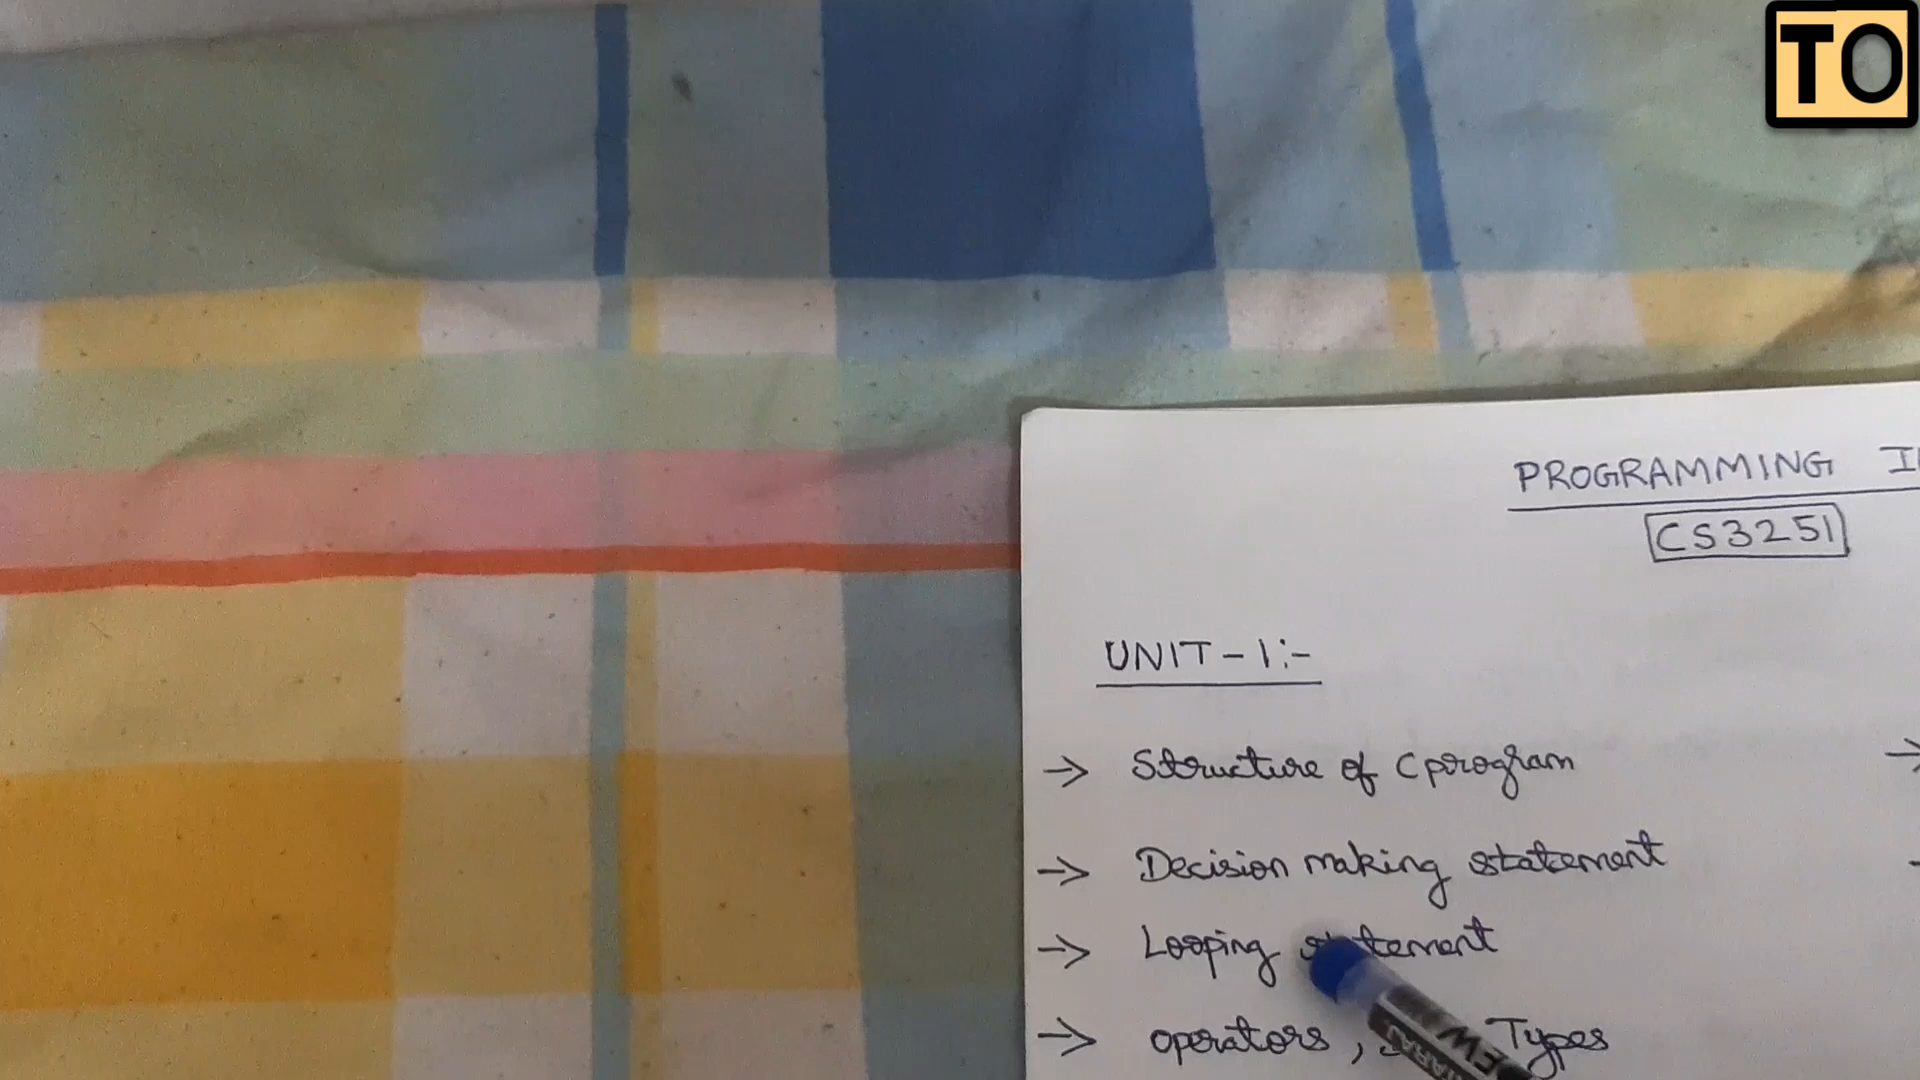 TO
PROGRAMMING
CS3251
UNIT-1:-
→ Structure of C program
→ Decision making statement
→ Looping statement
→ operators, Types